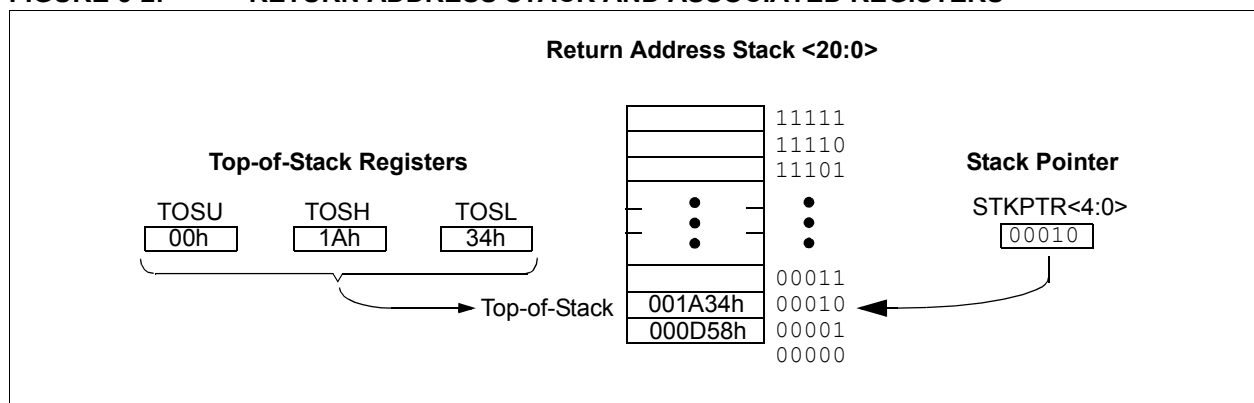 FIGURE 5-2: RETURN ADDRESS STACK AND ASSOCIATED REGISTERS
Return Address Stack <20:0>
11111
11110
11101
Top-of-Stack Registers
Stack Pointer
TOSU TOSH TOSL
STKPTR<4:0>
00h 1Ah 34h
00010
00011
Top-of-Stack 001A34h 00010
000D58h 00001
00000